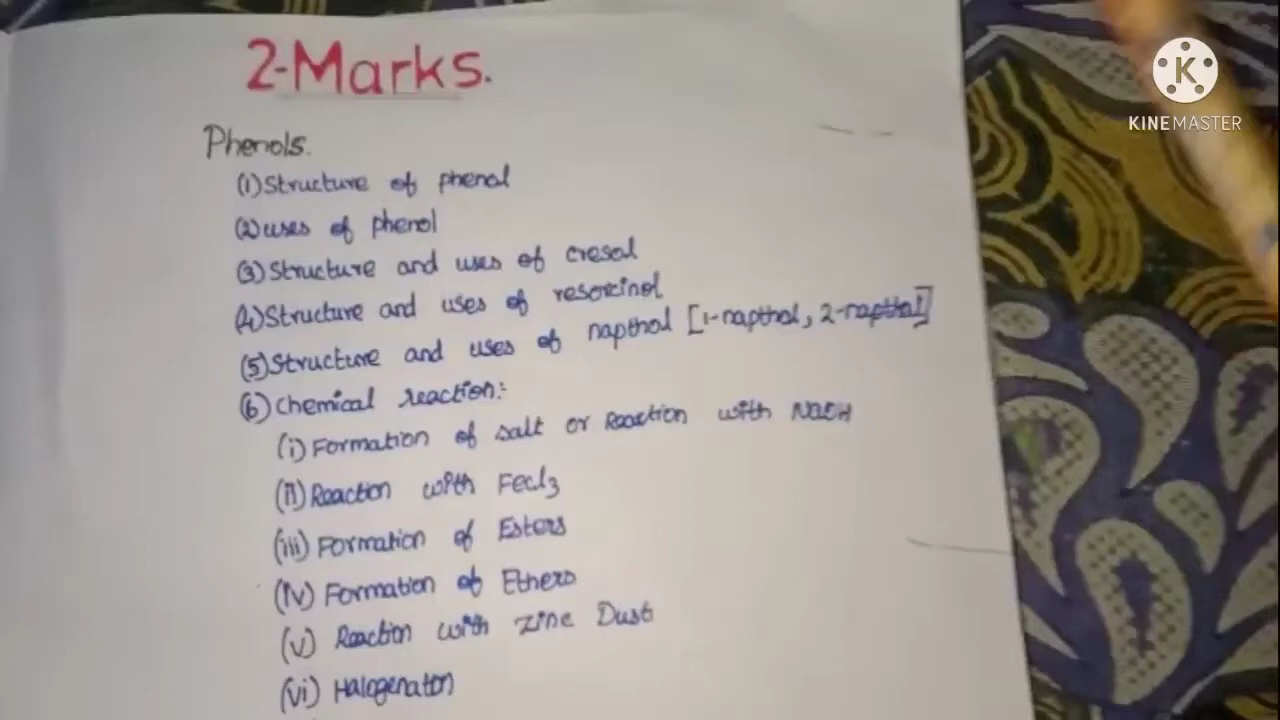 2-Marks.
Phenols.
(1) Structure of phenol
(2) uses of phenol
(3) Structure and uses of cresol
(4) Structure and uses of resorcinol
(5) Structure and uses of napthol [1-napthol, 2-napthol]
(6) Chemical reaction:-
(i) Formation of salt or Reaction with NaOH
(ii) Reaction with FeCl3
(iii) Formation of Esters
(iv) Formation of Ethers
(v) Reaction with Zinc Dust
(vi) Halogenaton
K
KINEMASTER